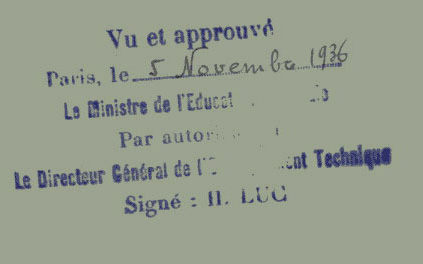 Vu et approuvé
Paris, le 5 Novembre 1936
Le Ministre de l'Educat
Par autor
Le Directeur Général de l' Technique
Signé : H. LUC